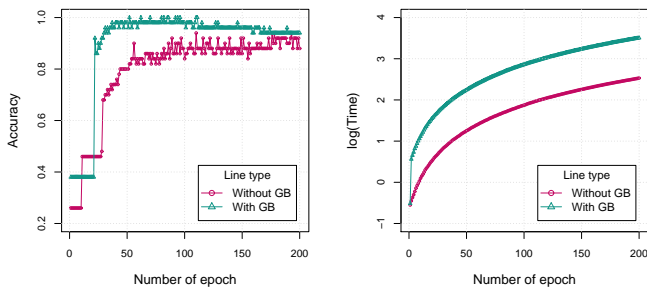 1.0
0.8
0.6
0.4
0.2
Accuracy
0
50
100
150
200
Number of epoch
Line type
Without GB
With GB
4
3
2
1
0
−1
log(Time)
0
50
100
150
200
Number of epoch
Line type
Without GB
With GB